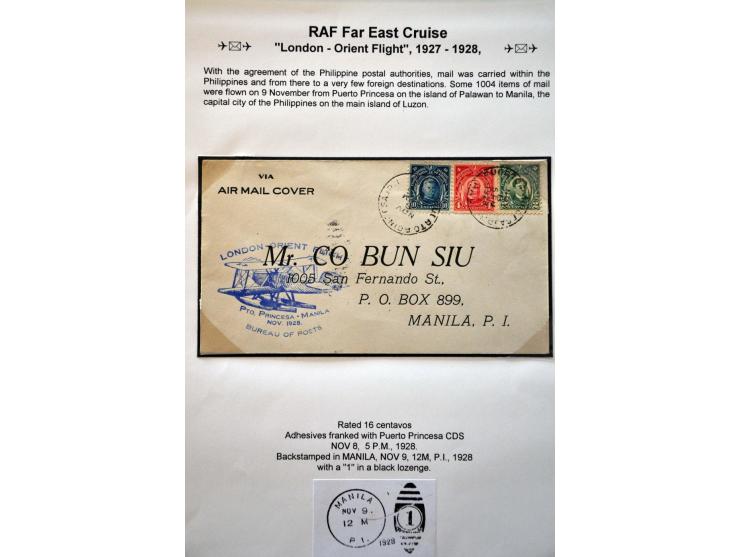 RAF Far East Cruise
"London - Orient Flight", 1927 - 1928,
With the agreement of the Philippine postal authorities, mail was carried within the
Philippines and from there to a very few foreign destinations. Some 1004 items of mail
were flown on 9 November from Puerto Princesa on the island of Palawan to Manila, the
capital city of the Philippines on the main island of Luzon.
VIA
AIR MAIL COVER
LONDON-ORIENT FLIGHT
Mr. CO BUN SIU
1005 San Fernando St.,
P. O. BOX 899,
MANILA, P. I.
PTO. PRINCESA - MANILA
NOV. 1928.
BUREAU OF POSTS
Rated 16 centavos
Adhesives franked with Puerto Princesa CDS
NOV 8, 5 P.M., 1928.
Backstamped in MANILA, NOV 9, 12M, P.I., 1928
with a "1" in a black lozenge.
MANILA
NOV 9.
12 M
P. I.
1928
1